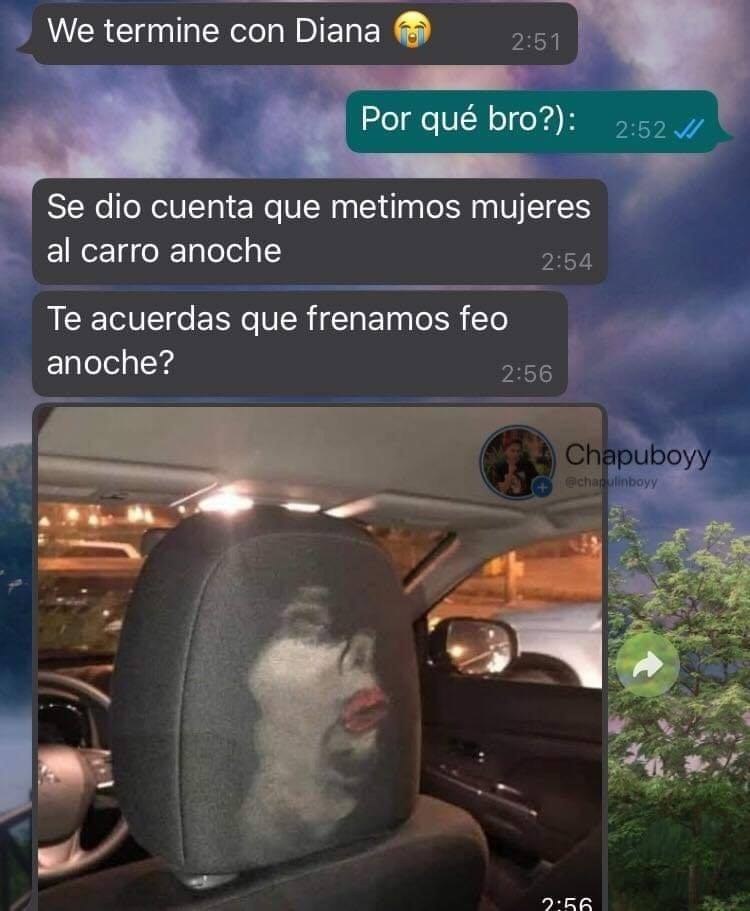 We termine con Diana 😭
2:51
Por qué bro?):
2:52
Se dio cuenta que metimos mujeres
al carro anoche
2:54
Te acuerdas que frenamos feo
anoche?
2:56
Chapuboyy
@chapulinboyy
2:56